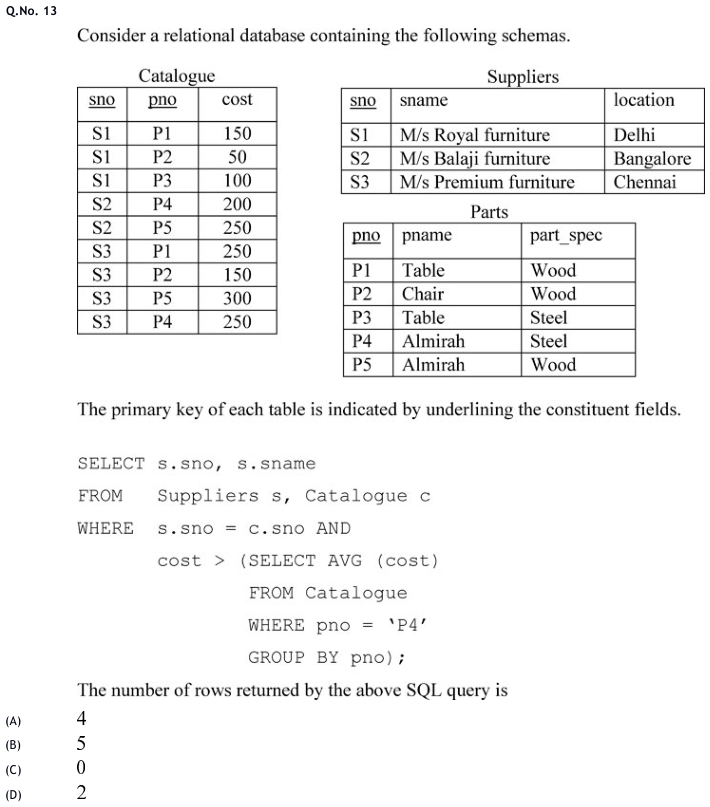 Q.No. 13
Consider a relational database containing the following schemas.
Catalogue
sno pno cost
S1 P1 150
S1 P2 50
S1 P3 100
S2 P4 200
S2 P5 250
S3 P1 250
S3 P2 150
S3 P5 300
S3 P4 250
Suppliers
sno sname location
S1 M/s Royal furniture Delhi
S2 M/s Balaji furniture Bangalore
S3 M/s Premium furniture Chennai
Parts
pno pname part_spec
P1 Table Wood
P2 Chair Wood
P3 Table Steel
P4 Almirah Steel
P5 Almirah Wood
The primary key of each table is indicated by underlining the constituent fields.
SELECT s.sno, s.sname
FROM Suppliers s, Catalogue c
WHERE s.sno = c.sno AND
cost > (SELECT AVG (cost)
FROM Catalogue
WHERE pno = ‘P4’
GROUP BY pno);
The number of rows returned by the above SQL query is
(A) 4
(B) 5
(C) 0
(D) 2